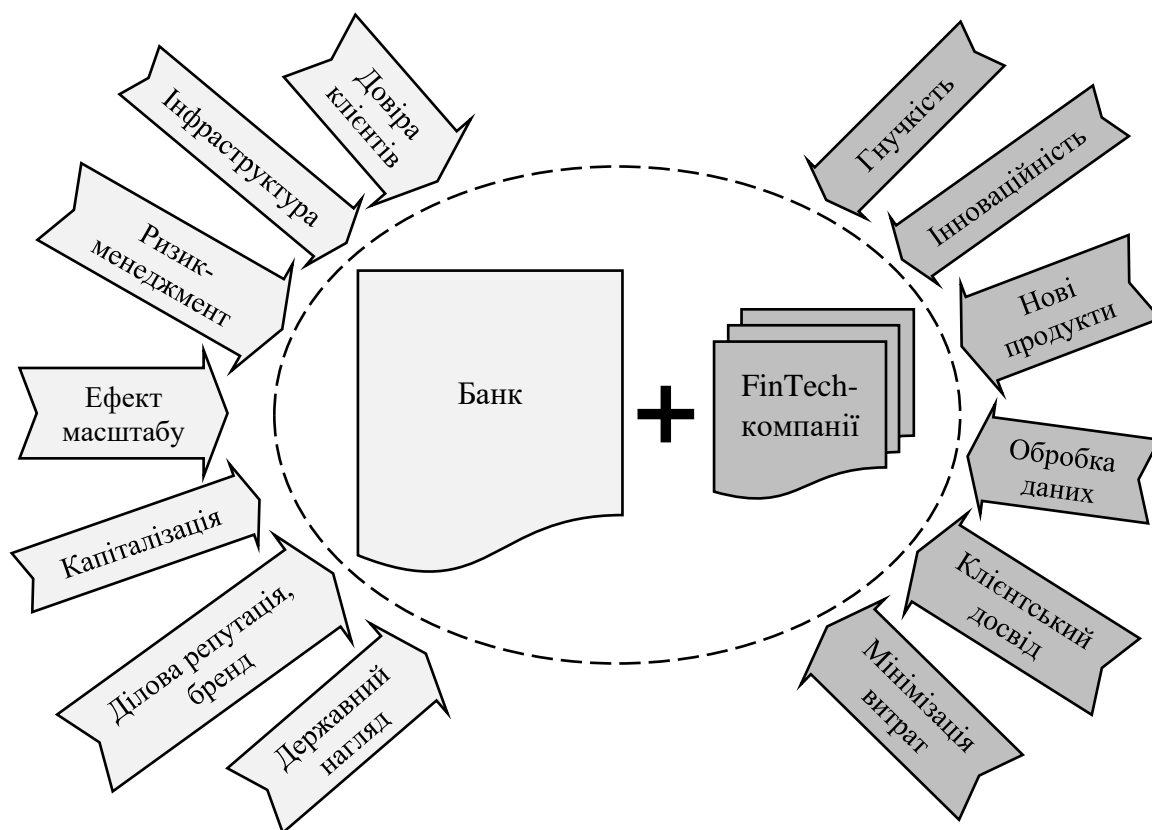 Довіра
клієнтів
Інфраструктура
Ризик-
менеджмент
Ефект
масштабу
Капіталізація
Ділова репутація,
бренд
Державний
нагляд
Банк
FinTech-
компанії
Гнучкість
Інноваційність
Нові
продукти
Обробка
даних
Клієнтський
досвід
Мінімізація
витрат